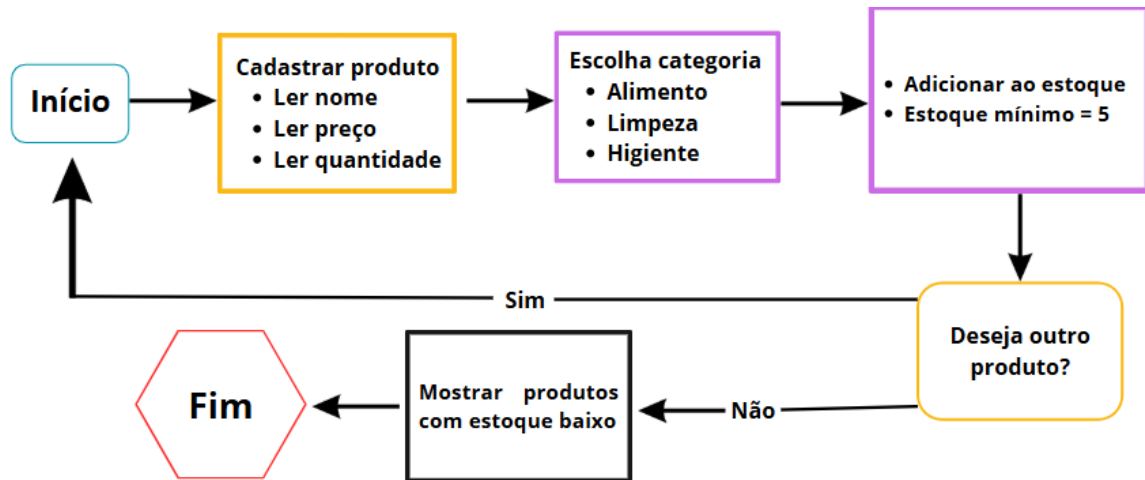 Início
Cadastrar produto
• Ler nome
• Ler preço
• Ler quantidade
Escolha categoria
• Alimento
• Limpeza
• Higiente
• Adicionar ao estoque
• Estoque mínimo = 5
Deseja outro
produto?
Sim
Não
Mostrar produtos
com estoque baixo
Fim